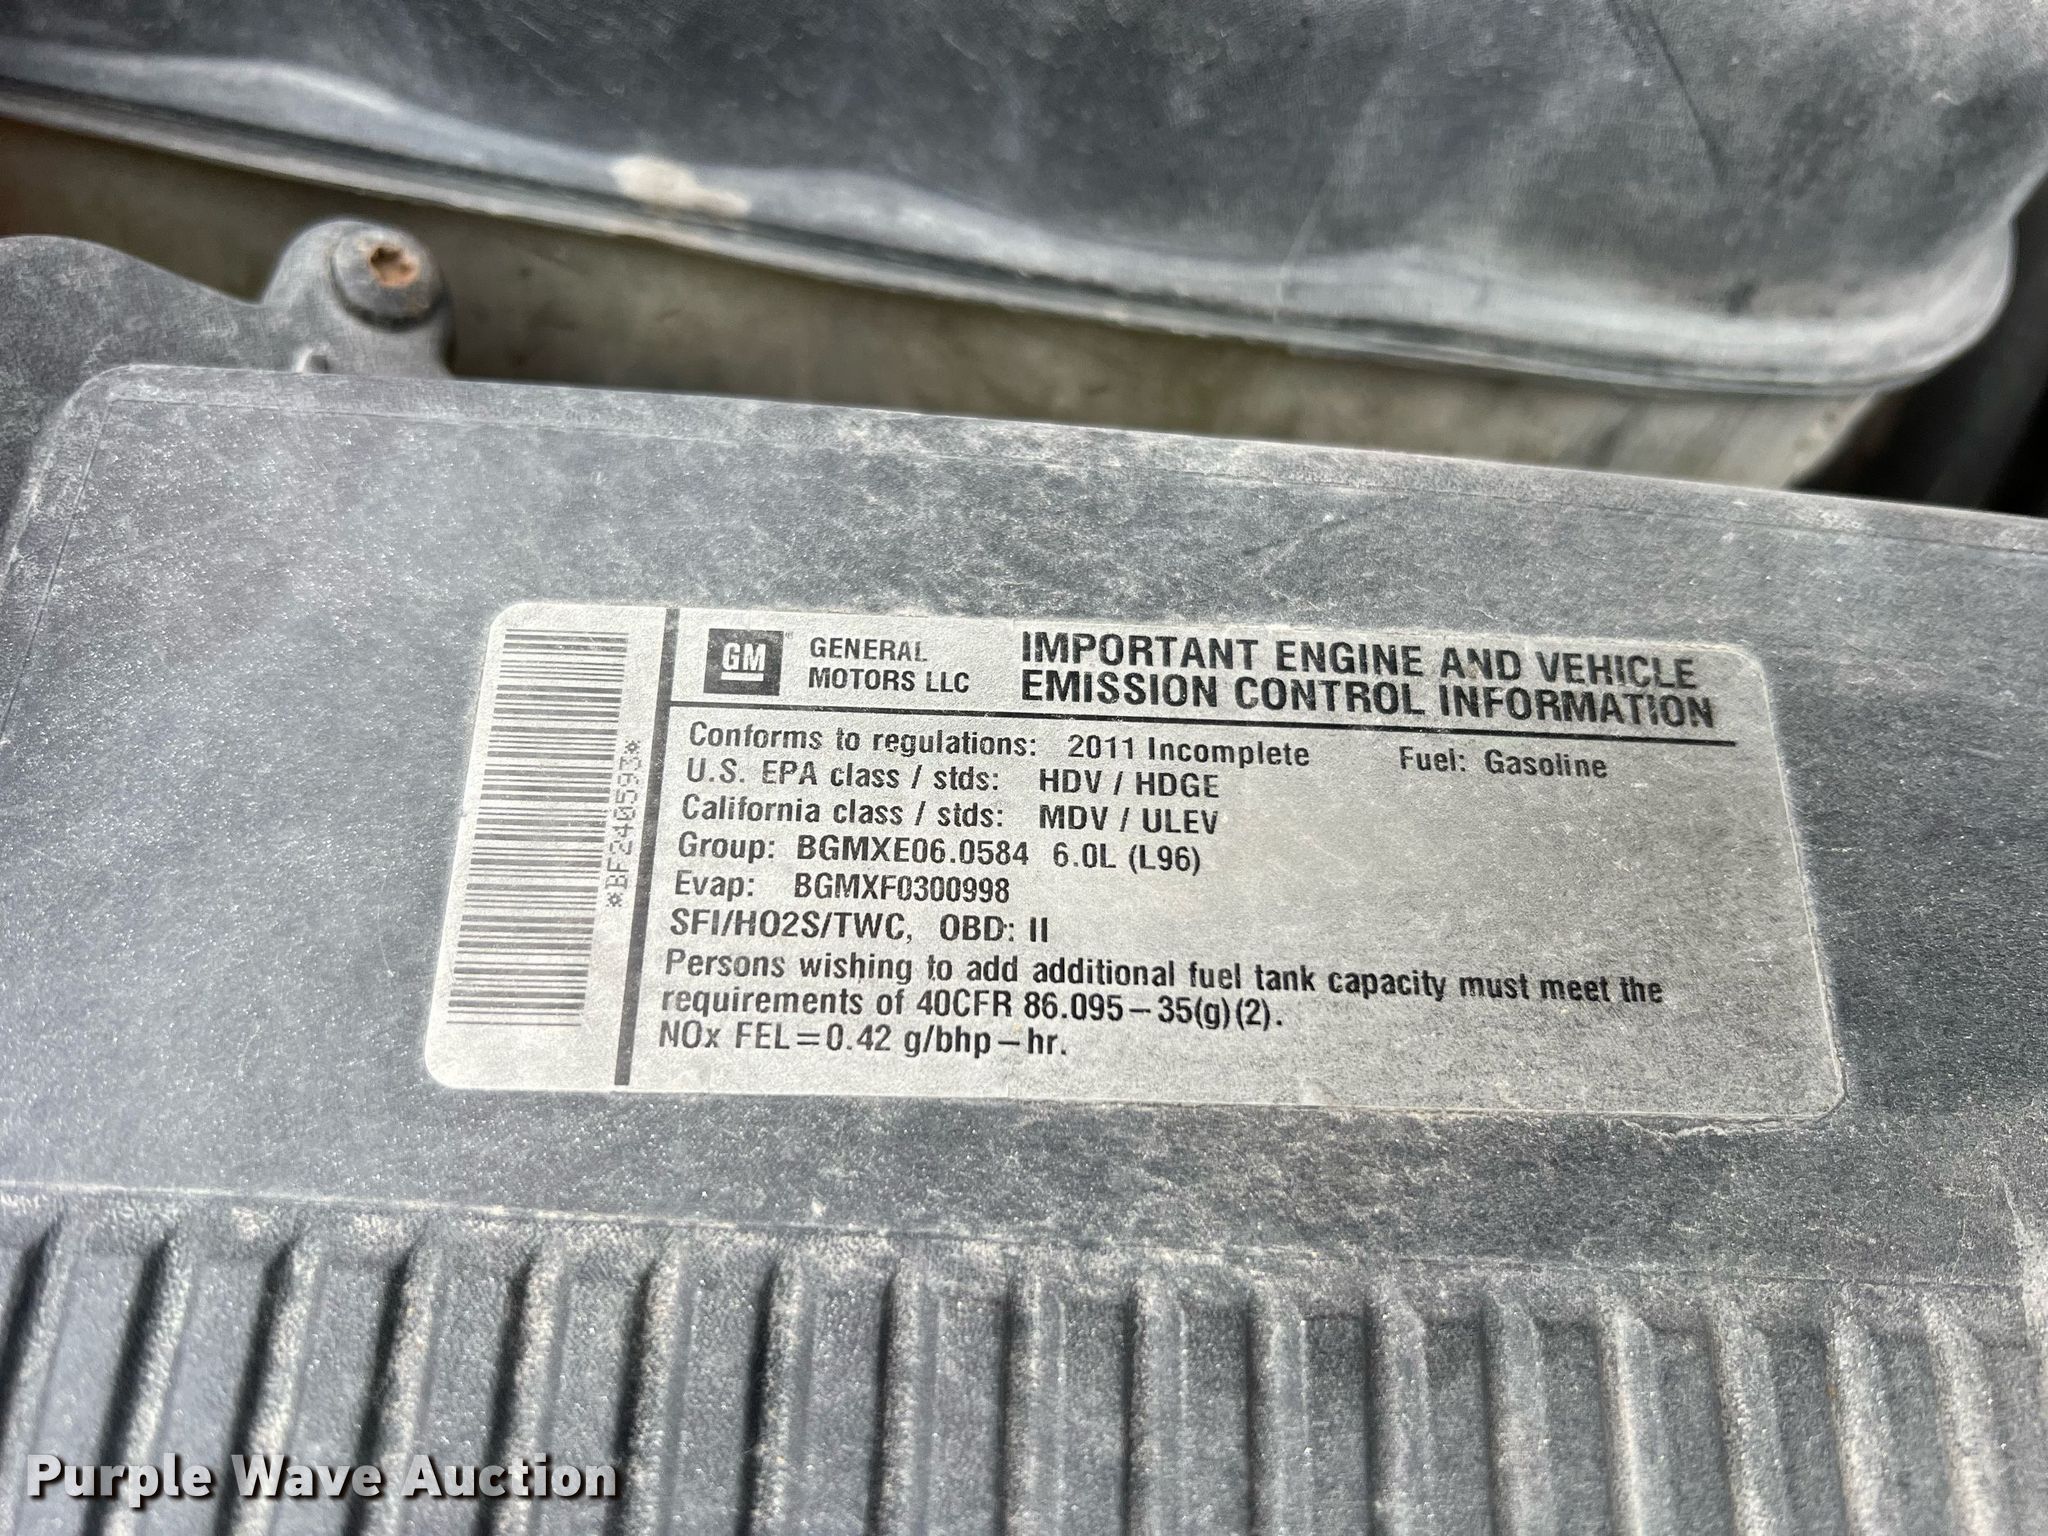 *BF240593*
GM
GENERAL
MOTORS LLC
IMPORTANT ENGINE AND VEHICLE
EMISSION CONTROL INFORMATION
Conforms to regulations: 2011 Incomplete Fuel: Gasoline
U.S. EPA class / stds: HDV / HDGE
California class / stds: MDV / ULEV
Group: BGMXE06.0584 6.0L (L96)
Evap: BGMXF0300998
SFI/HO2S/TWC, OBD: II
Persons wishing to add additional fuel tank capacity must meet the
requirements of 40CFR 86.095-35(g)(2).
NOx FEL=0.42 g/bhp-hr.
Purple Wave Auction